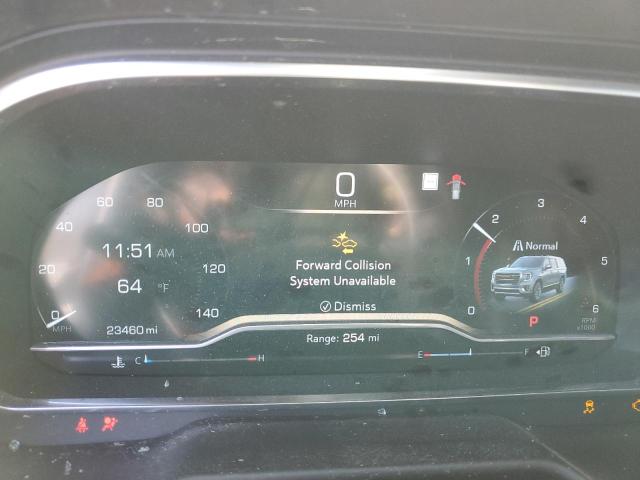 0
MPH
60 80
40 100
20 120
0 140
MPH
11:51 AM
64 °F
23460 mi
Forward Collision
System Unavailable
Dismiss
Range: 254 mi
C H
E F
0 1 2 3 4 5 6
Normal
P
RPM
x1000